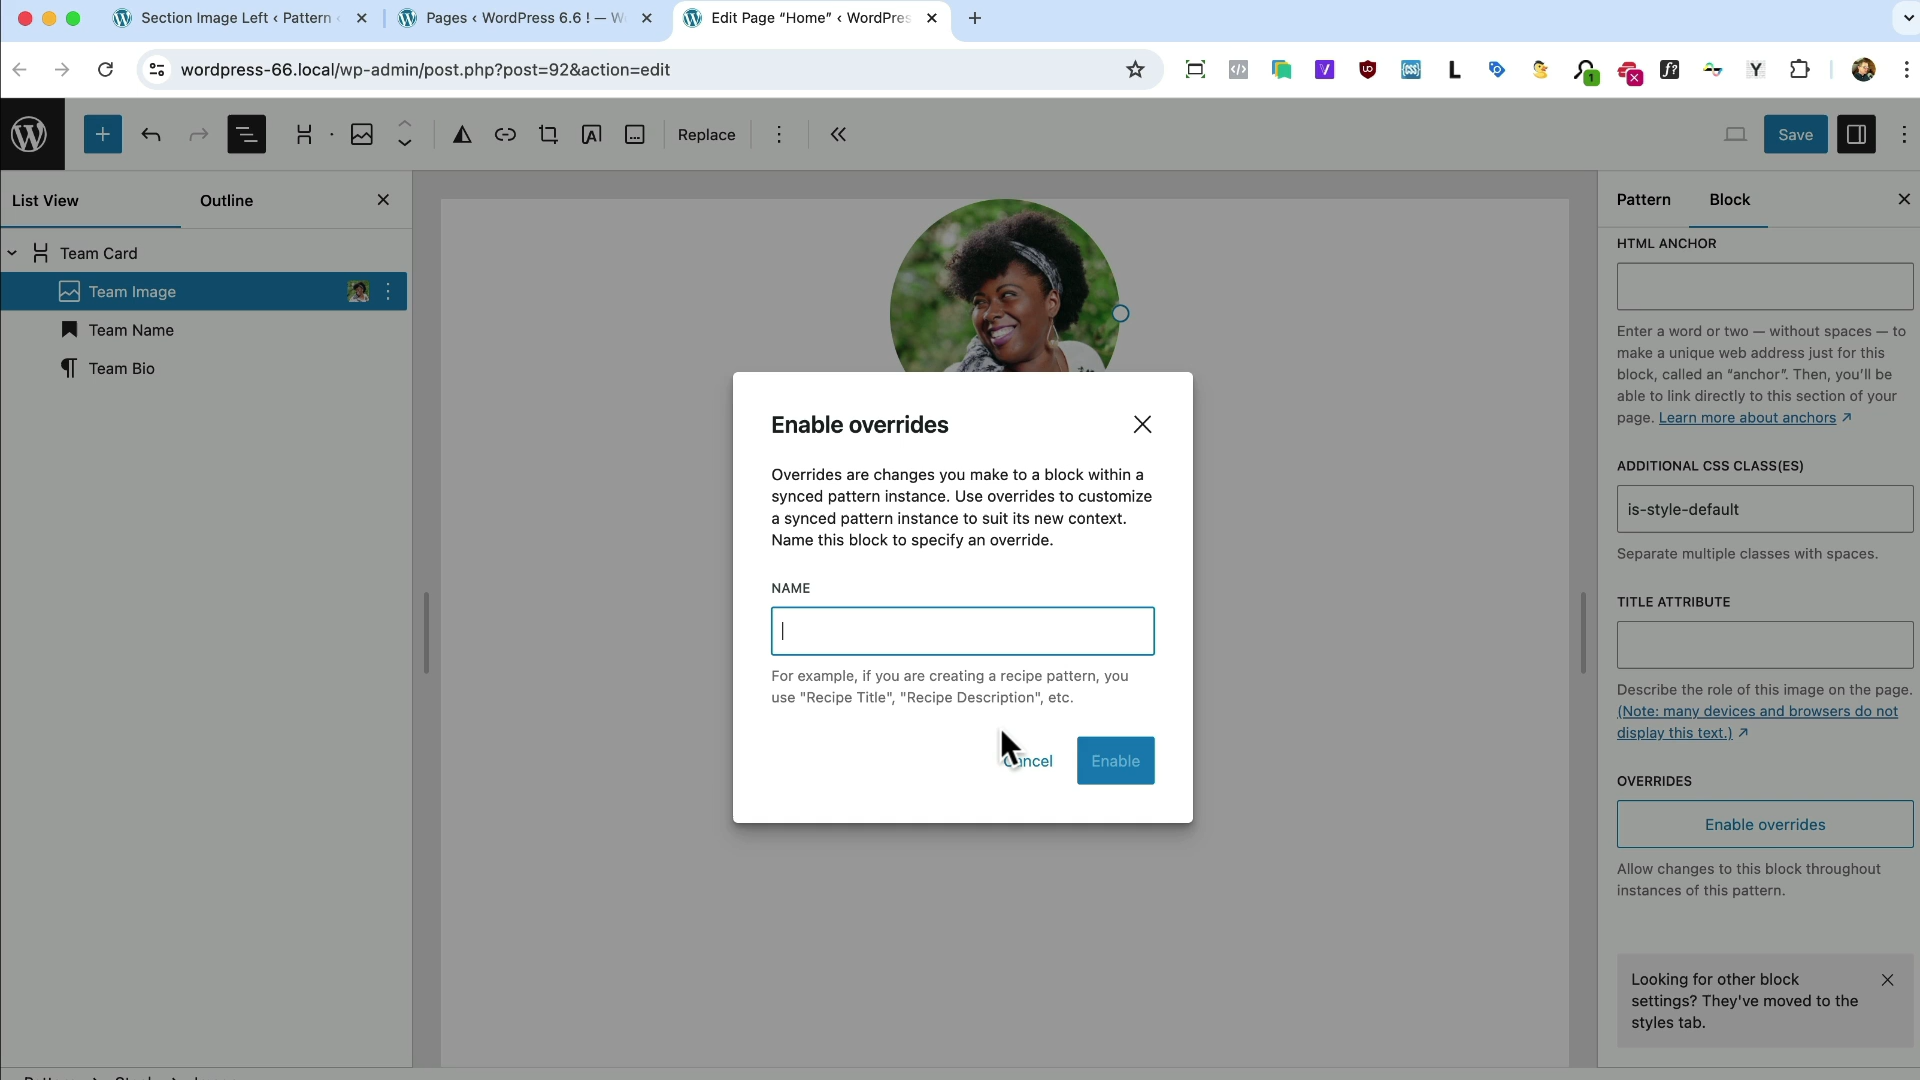 Section Image Left ‹ Pattern ‹
Pages ‹ WordPress 6.6 ! — W
Edit Page “Home” ‹ WordPres
wordpress-66.local/wp-admin/post.php?post=92&action=edit
1
Replace
Save
List View
Outline
Team Card
Team Image
Team Name
Team Bio
Enable overrides
Overrides are changes you make to a block within a
synced pattern instance. Use overrides to customize
a synced pattern instance to suit its new context.
Name this block to specify an override.
NAME
For example, if you are creating a recipe pattern, you
use "Recipe Title", "Recipe Description", etc.
Cancel
Enable
Pattern
Block
HTML ANCHOR
Enter a word or two — without spaces — to
make a unique web address just for this
block, called an “anchor”. Then, you’ll be
able to link directly to this section of your
page. Learn more about anchors ↗
ADDITIONAL CSS CLASS(ES)
is-style-default
Separate multiple classes with spaces.
TITLE ATTRIBUTE
Describe the role of this image on the page.
(Note: many devices and browsers do not
display this text.) ↗
OVERRIDES
Enable overrides
Allow changes to this block throughout
instances of this pattern.
Looking for other block
settings? They've moved to the
styles tab.